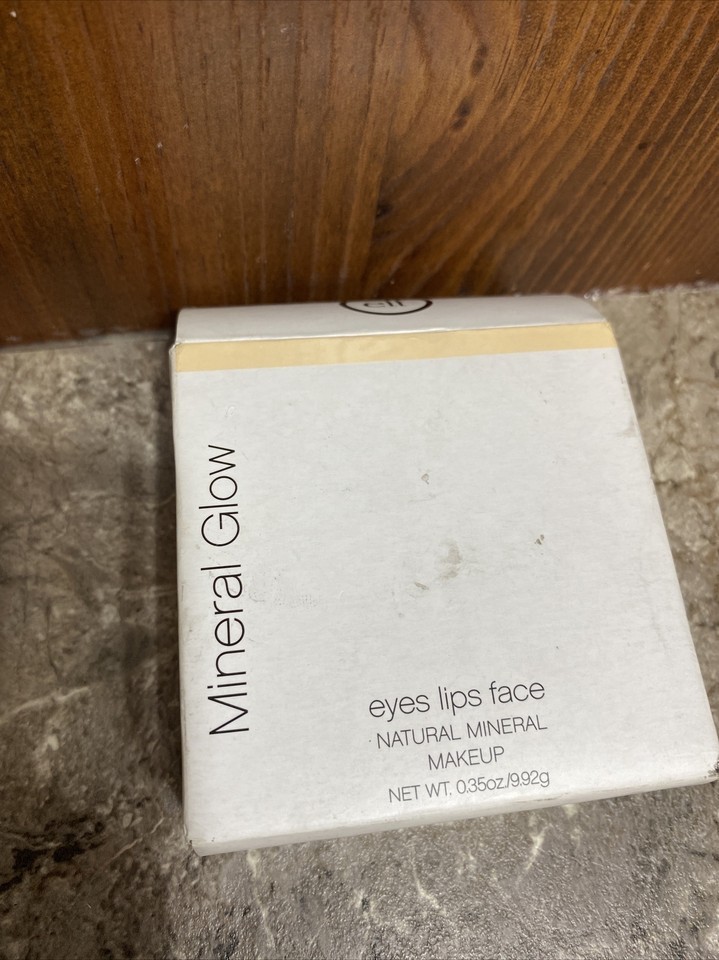 Mineral Glow
eyes lips face
NATURAL MINERAL
MAKEUP
NET WT. 0.35oz./9.92g